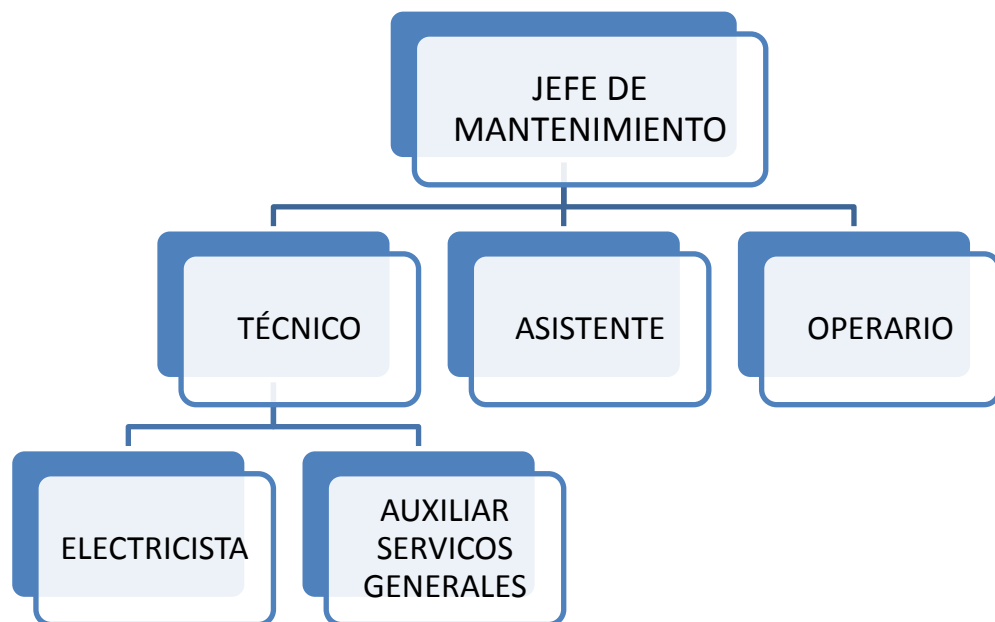 JEFE DE
MANTENIMIENTO
TÉCNICO
ASISTENTE
OPERARIO
ELECTRICISTA
AUXILIAR
SERVICOS
GENERALES